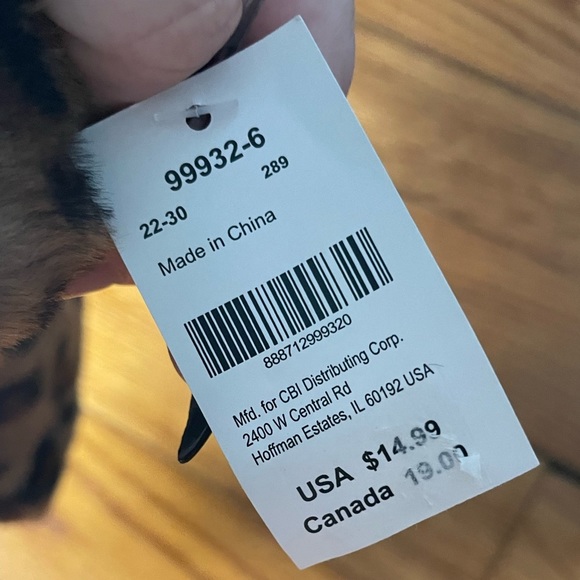 99932-6
22-30 289
Made in China
888712999320
Mfd. for CBI Distributing Corp.
2400 W Central Rd
Hoffman Estates, IL 60192 USA
USA $14.99
Canada 19.00